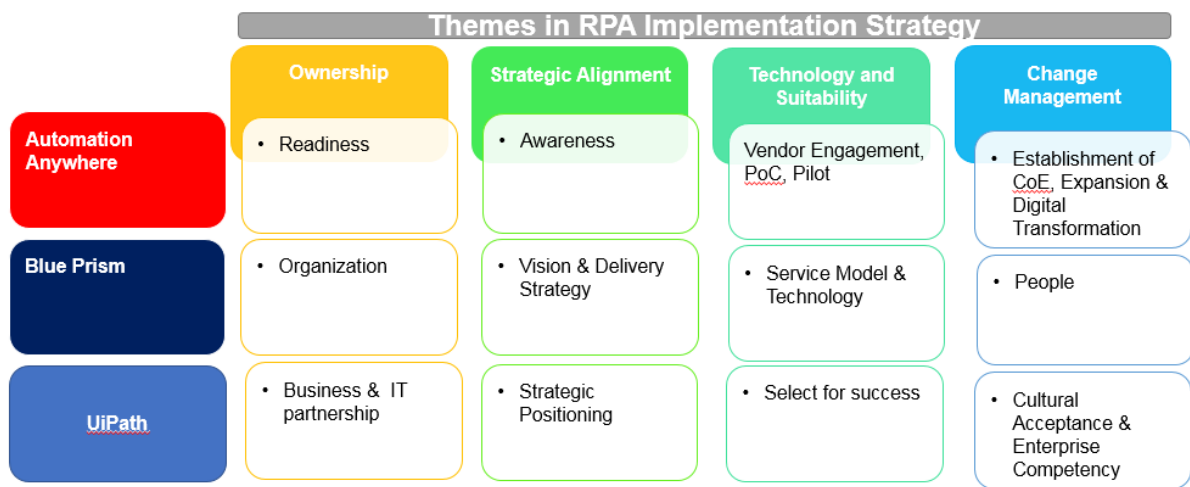 Themes in RPA Implementation Strategy
Ownership
Strategic Alignment
Technology and
Suitability
Change
Management
Automation
Anywhere
• Readiness
• Awareness
Vendor Engagement,
PoC, Pilot
• Establishment of
CoE, Expansion &
Digital
Transformation
Blue Prism
• Organization
• Vision & Delivery
Strategy
• Service Model &
Technology
• People
UiPath
• Business & IT
partnership
• Strategic
Positioning
• Select for success
• Cultural
Acceptance &
Enterprise
Competency